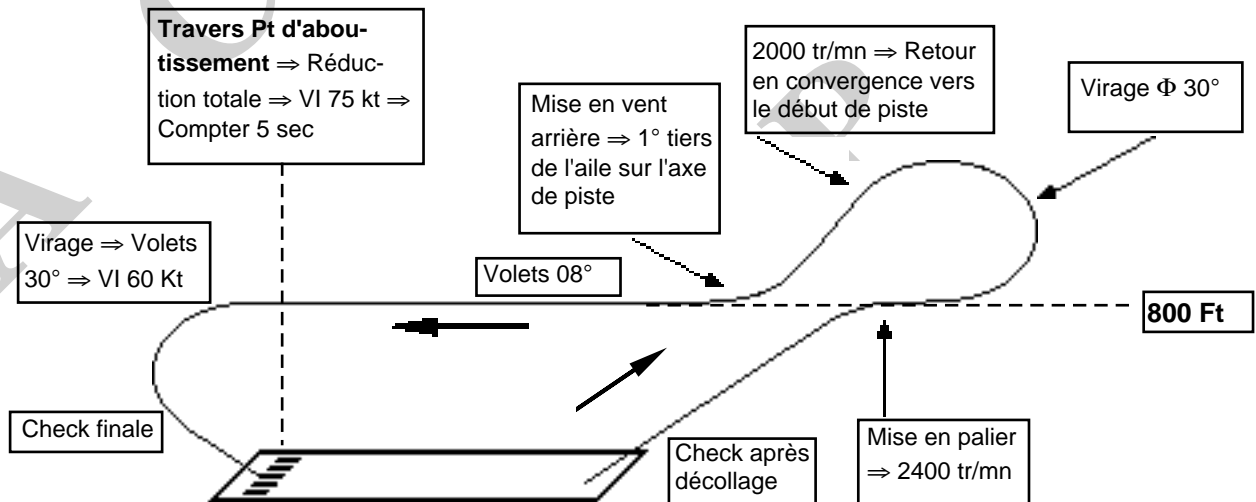 Travers Pt d'abou-
tissement ⇒ Réduc-
tion totale ⇒ VI 75 kt ⇒
Compter 5 sec
2000 tr/mn ⇒ Retour
en convergence vers
le début de piste
Virage Φ 30°
Mise en vent
arrière ⇒ 1° tiers
de l'aile sur l'axe
de piste
Virage ⇒ Volets
30° ⇒ VI 60 Kt
Volets 08°
800 Ft
Check finale
Check après
décollage
Mise en palier
⇒ 2400 tr/mn